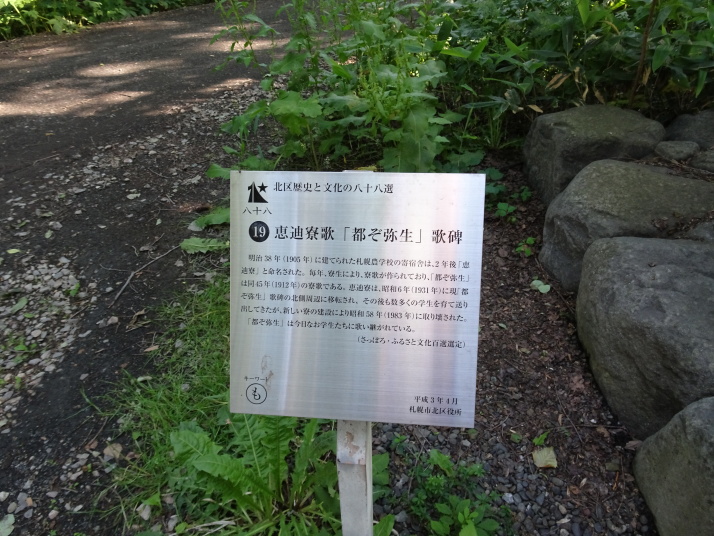 北区歴史と文化の八十八選
八十八
19 恵迪寮歌「都ぞ弥生」歌碑
明治38年(1905年)に建てられた札幌農学校の寄宿舎は、2年後「恵
迪寮」と命名された。毎年、寮生により、寮歌が作られており、「都ぞ弥生」
は同45年(1912年)の寮歌である。恵迪寮は、昭和6年(1931年)に現「都
ぞ弥生」歌碑の北側周辺に移転され、その後も数多くの学生を育て送り
出してきたが、新しい寮の建設により昭和58年(1983年)に取り壊された。
「都ぞ弥生」は今日なお学生たちに歌い継がれている。
(さっぽろ・ふるさと文化百選選定)
キーワード
も
平成3年4月
札幌市北区役所